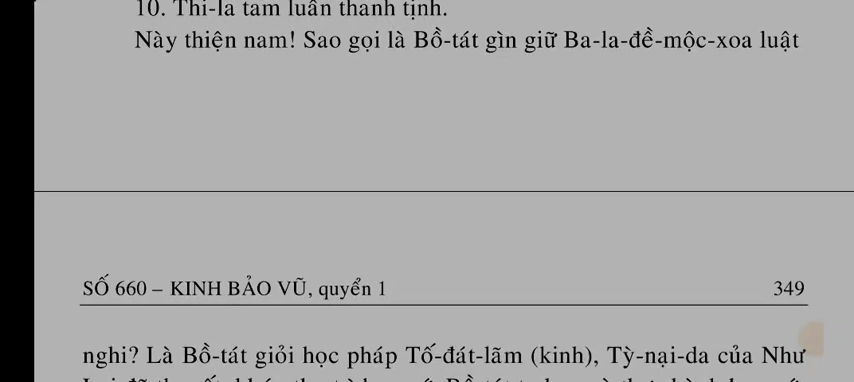 10. Thi-la tam luân thanh tịnh.
Này thiện nam! Sao gọi là Bồ-tát gìn giữ Ba-la-đề-mộc-xoa luật
SỐ 660 – KINH BẢO VŨ, quyển 1 349
nghi? Là Bồ-tát giỏi học pháp Tố-đát-lãm (kinh), Tỳ-nại-da của Như